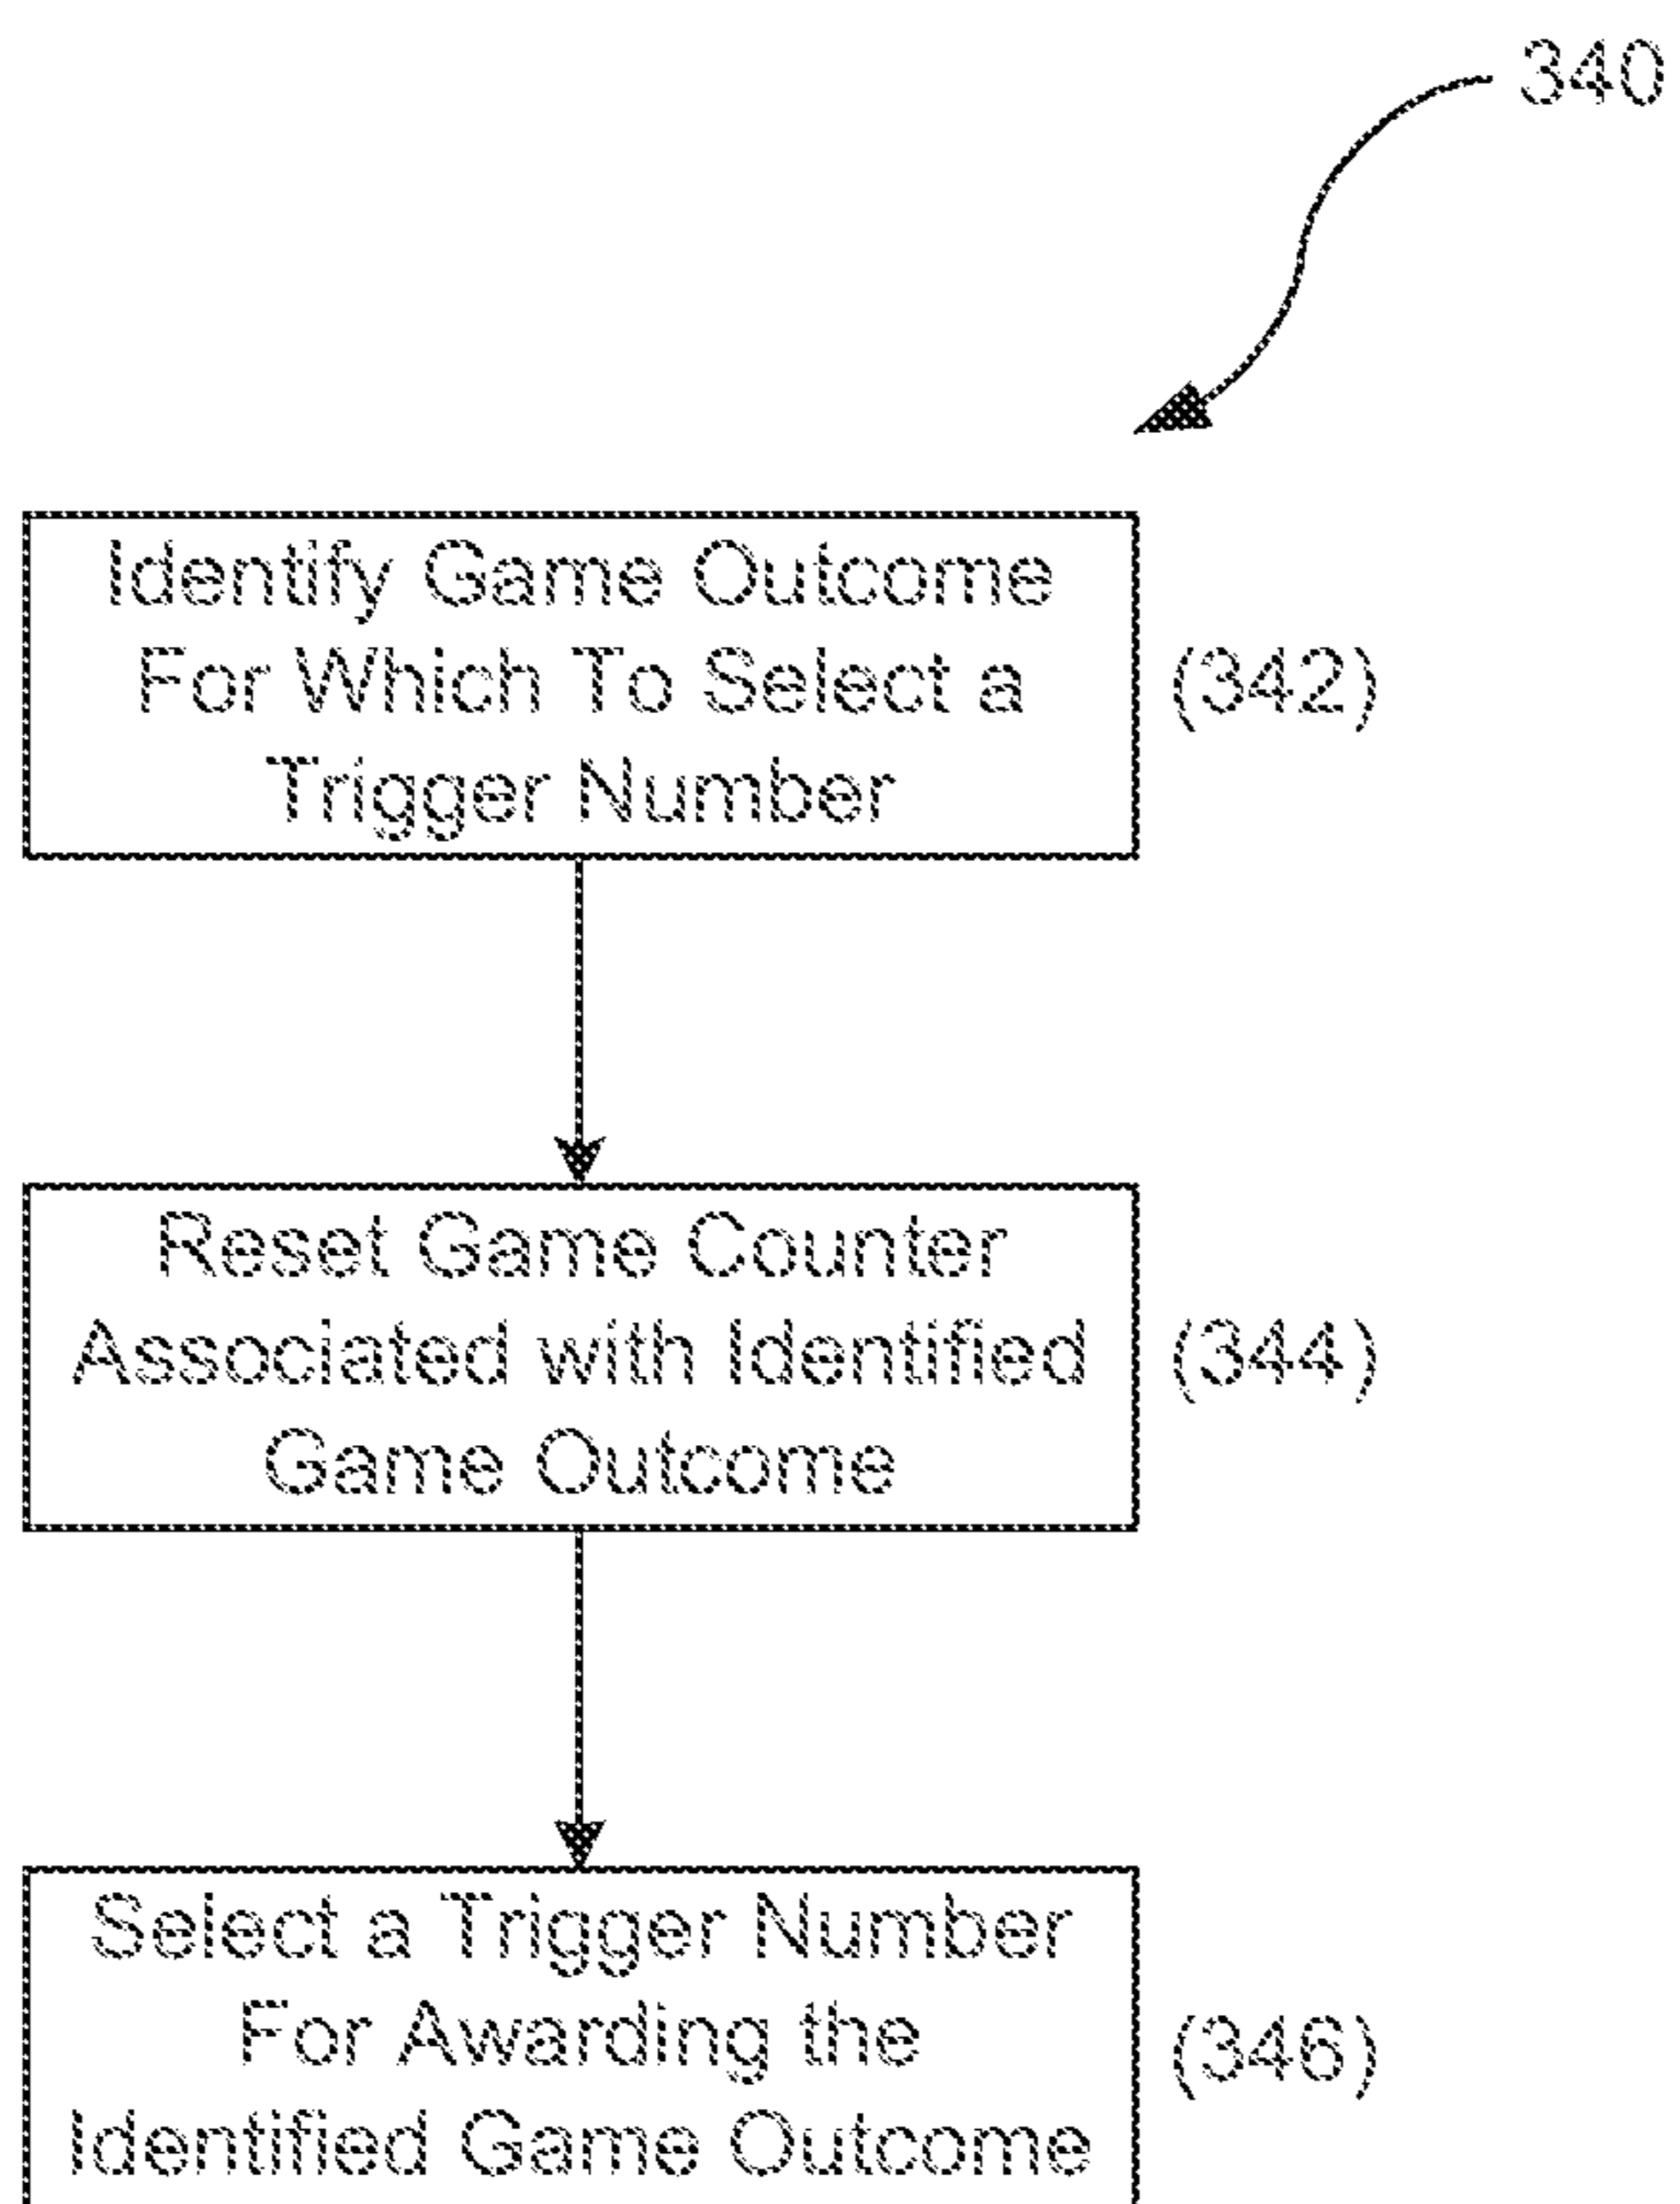 340
Identify Game Outcome
For Which To Select a
Trigger Number
(342)
Reset Game Counter
Associated with Identified
Game Outcome
(344)
Select a Trigger Number
For Awarding the
Identified Game Outcome
(346)